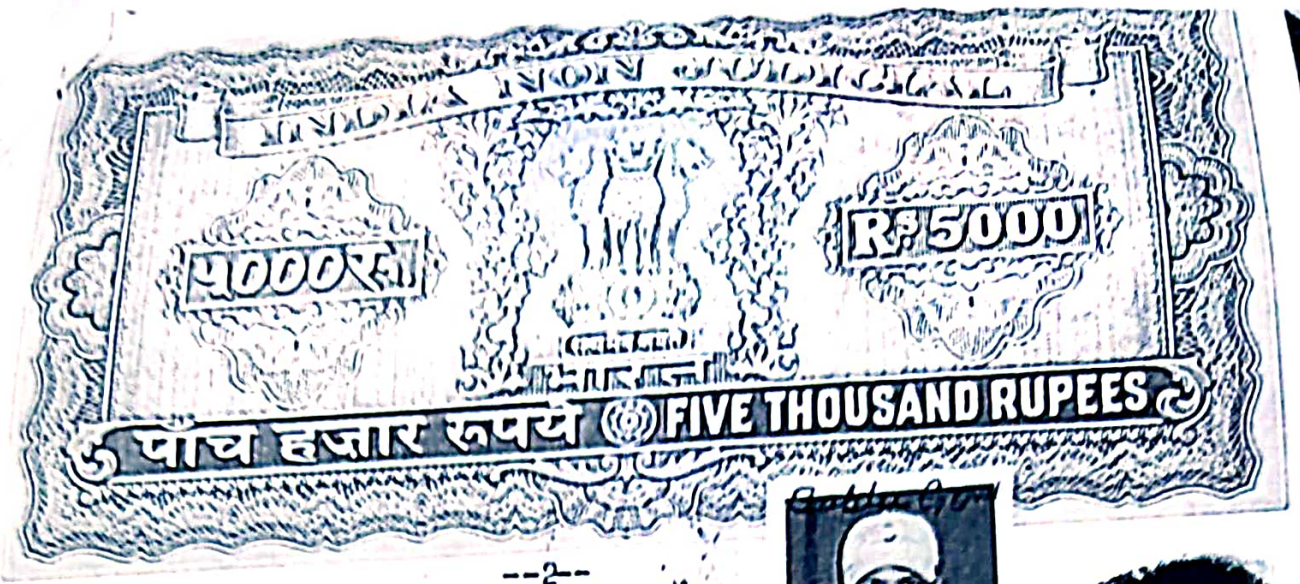 INDIA NON JUDICIAL
५000रु. Rs. 5000
पाँच हजार रूपये FIVE THOUSAND RUPEES
--2--